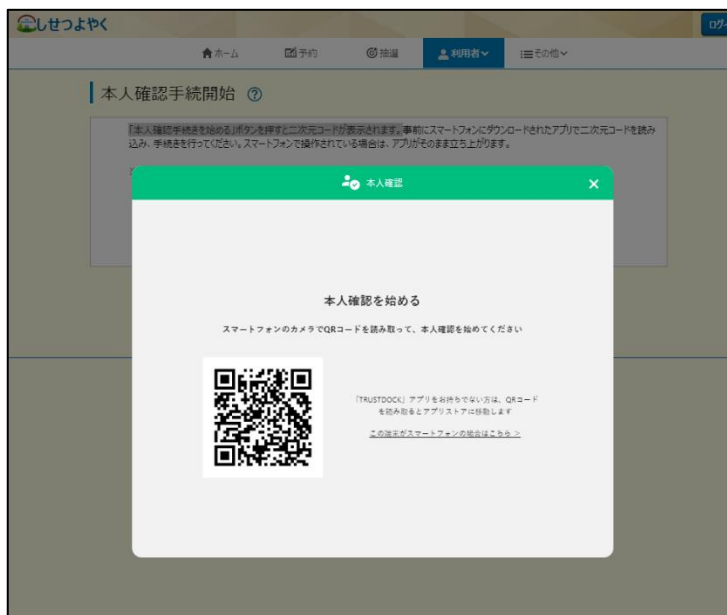 しせつよやく
ログ
ホーム
予約
抽選
利用者
その他
本人確認手続開始
「本人確認手続きを始める」ボタンを押すと二次元コードが表示されます。事前にスマートフォンにダウンロードされたアプリで二次元コードを読み
込み、手続きを行ってください。スマートフォンで操作されている場合は、アプリがそのまま立ち上がります。
本人確認
本人確認を始める
スマートフォンのカメラでQRコードを読み取って、本人確認を始めてください
「TRUSTDOCK」アプリをお持ちでない方は、QRコード
を読み取るとアプリストアに移動します
この端末がスマートフォンの場合はこちら >